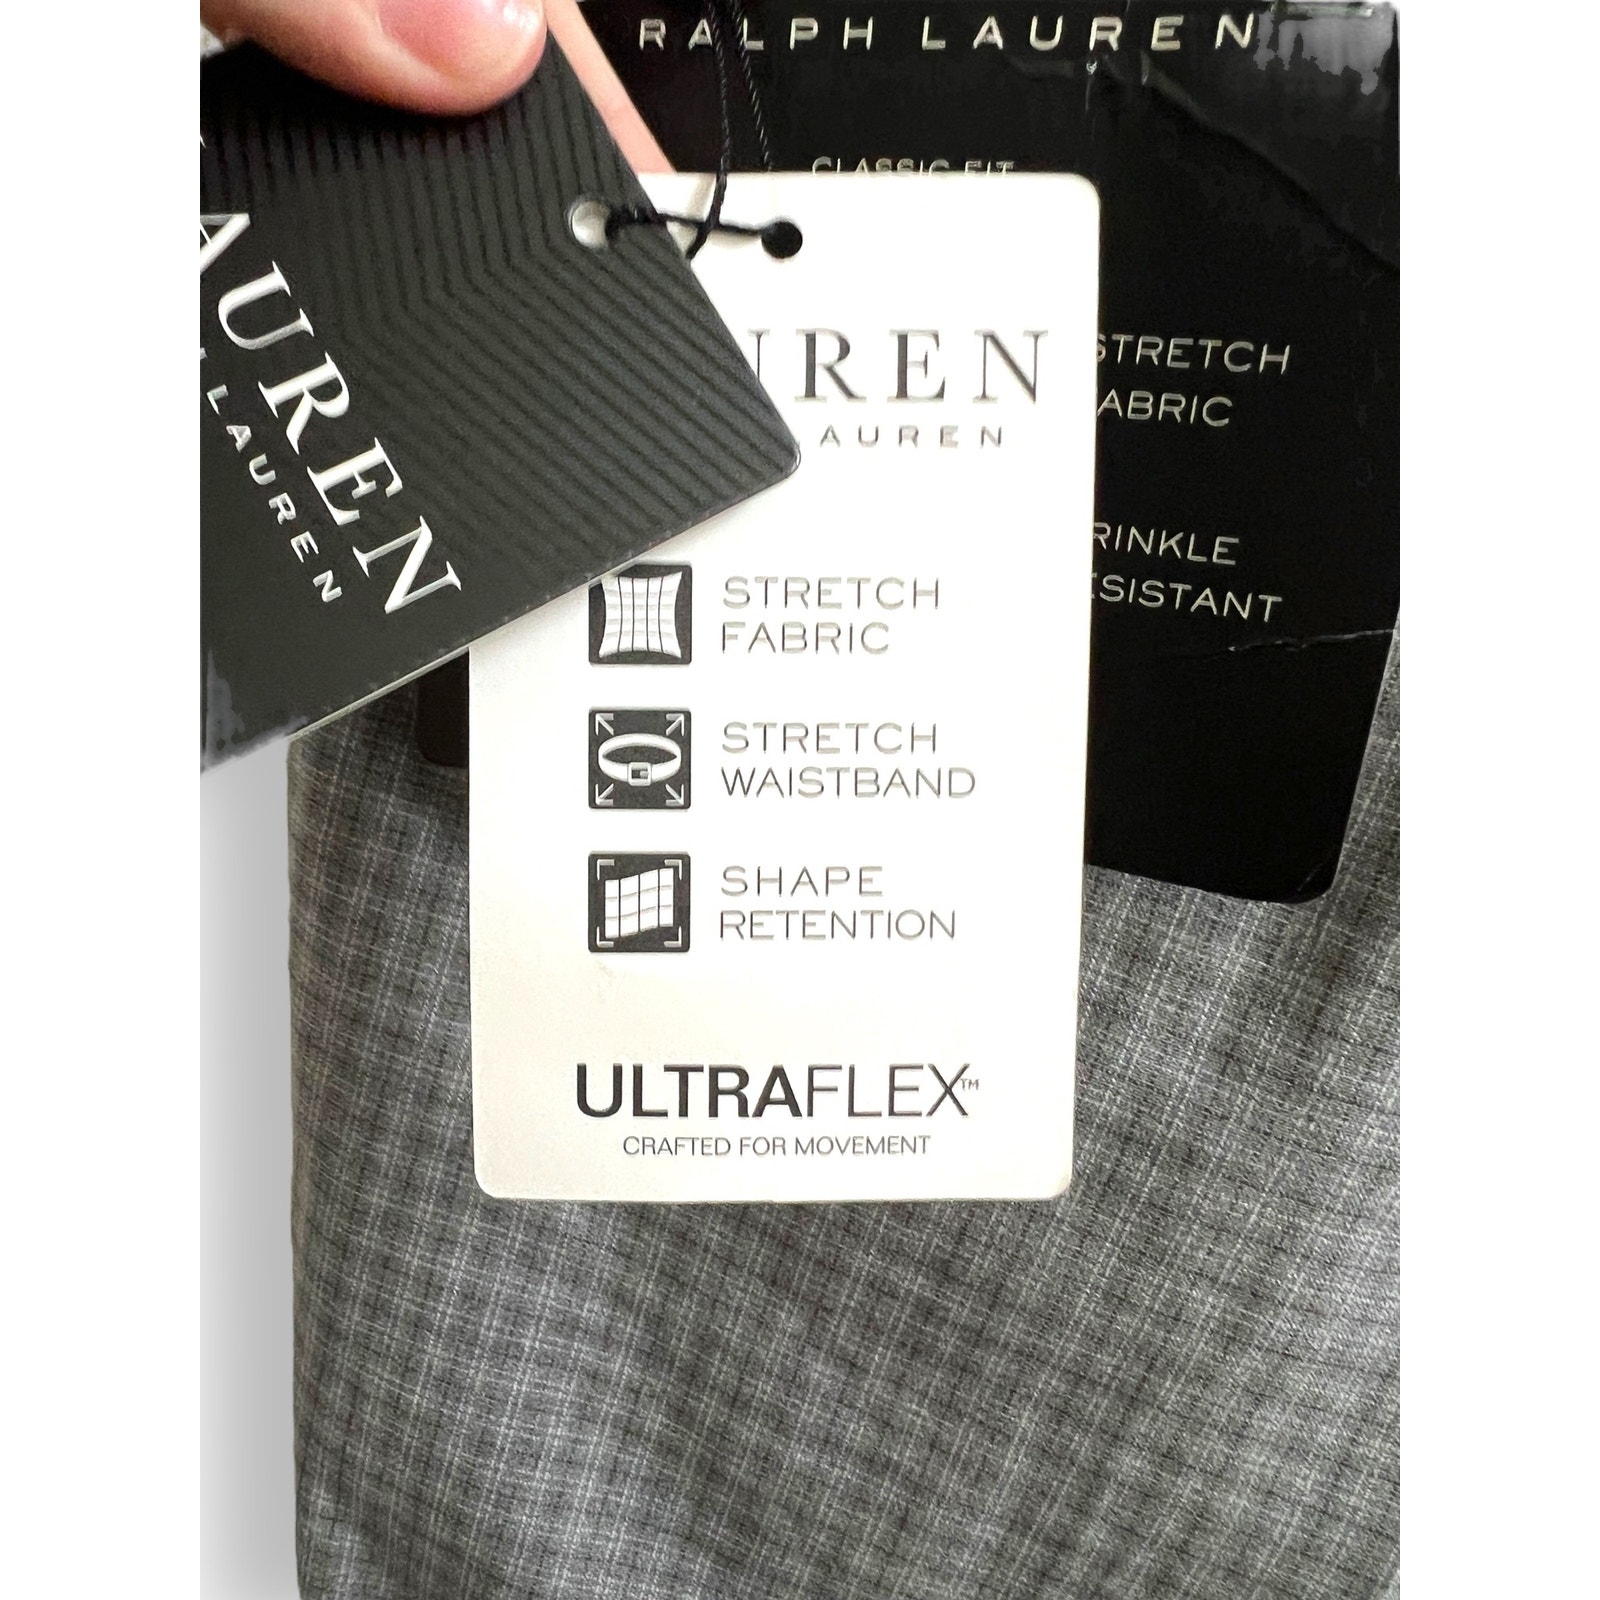 RALPH LAUREN
CLASSIC FIT
STRETCH
ABRIC
RINKLE
ESISTANT
AUREN
LAUREN
UREN
AUREN
STRETCH
FABRIC
STRETCH
WAISTBAND
SHAPE
RETENTION
ULTRAFLEX™
CRAFTED FOR MOVEMENT